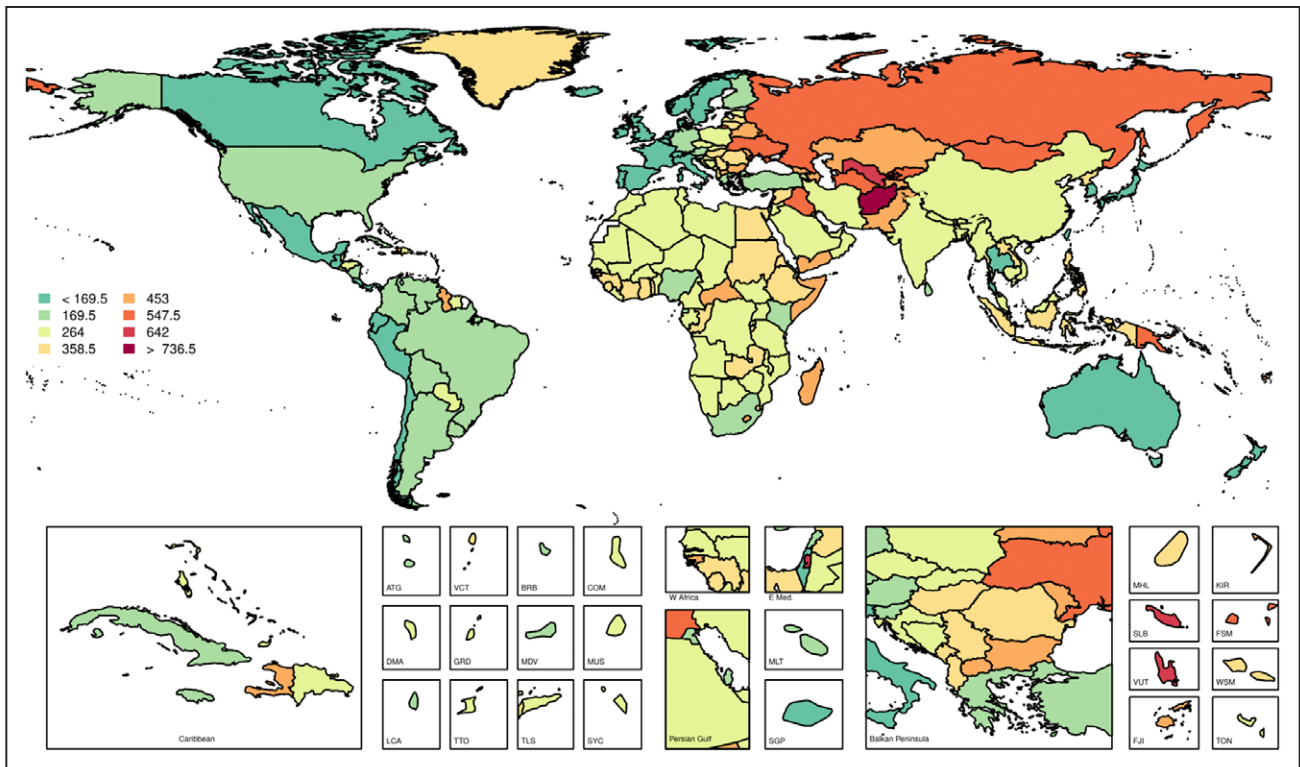 < 169.5
453
169.5
547.5
264
642
358.5
> 736.5
ATG
VCT
BRB
COM
W Africa
E Med.
MHL
KIR
DMA
GRD
MDV
MUS
MLT
SLB
FSM
LCA
TTO
TLS
SYC
Caribbean
Persian Gulf
SGP
Balkan Peninsula
VUT
WSM
FJI
TON